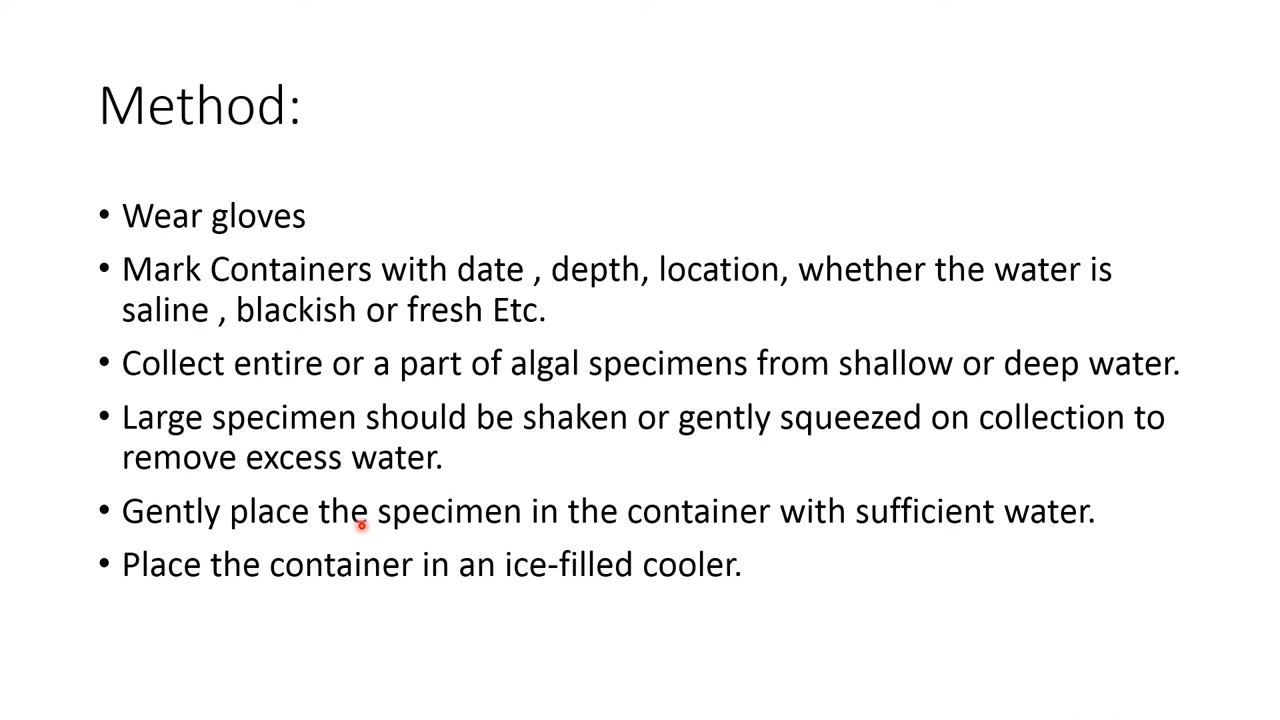 Method:
• Wear gloves
• Mark Containers with date , depth, location, whether the water is
saline , blackish or fresh Etc.
• Collect entire or a part of algal specimens from shallow or deep water.
• Large specimen should be shaken or gently squeezed on collection to
remove excess water.
• Gently place the specimen in the container with sufficient water.
• Place the container in an ice-filled cooler.